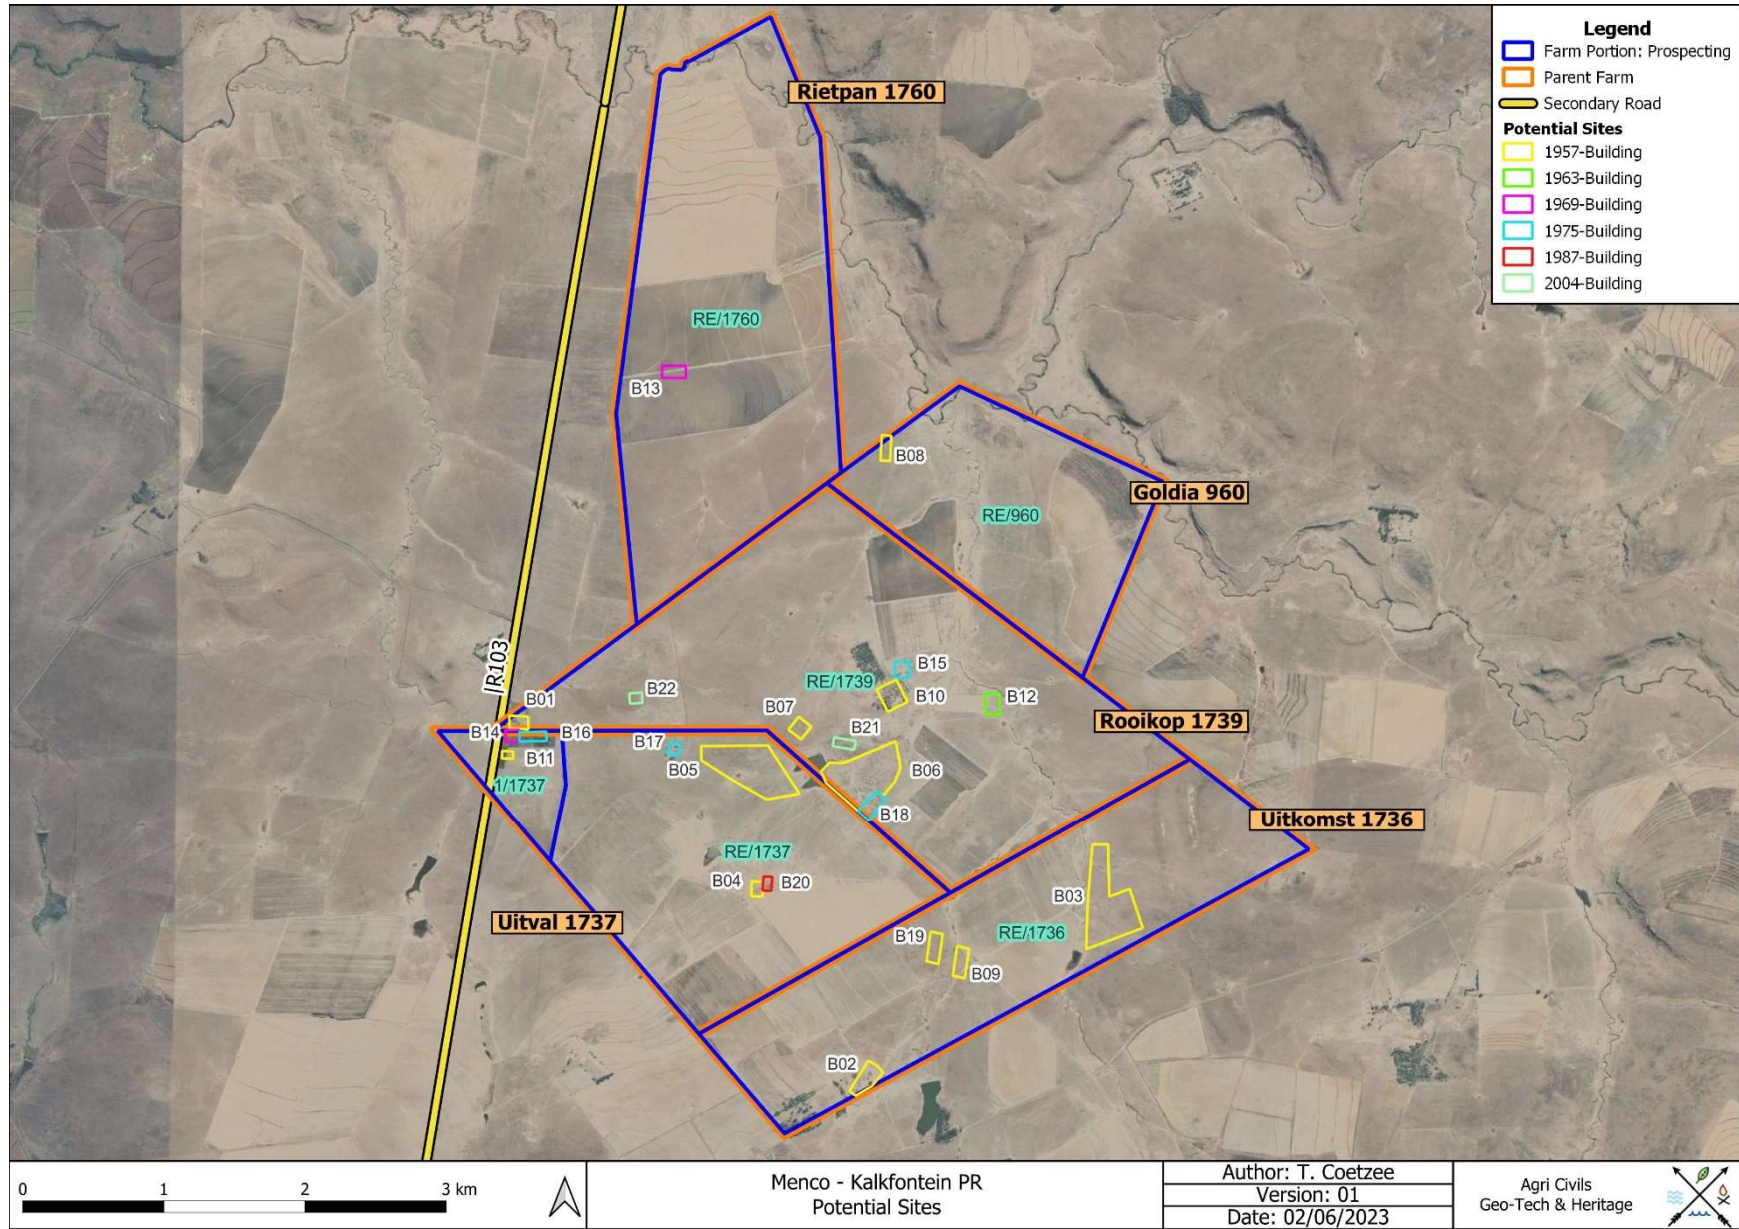 Legend
Farm Portion: Prospecting
Parent Farm
Secondary Road
Potential Sites
1957-Building
1963-Building
1969-Building
1975-Building
1987-Building
2004-Building
Rietpan 1760
RE/1760
B13
B08
Goldia 960
RE/960
R103
B15
B22
RE/1739
B10
B12
B01
B07
Rooikop 1739
B14
B16
B21
B17
B11
B05
B06
1/1737
B18
Uitkomst 1736
RE/1737
B04
B20
B03
Uitval 1737
B19
RE/1736
B09
B02
0 1 2 3 km
Menco - Kalkfontein PR
Potential Sites
Author: T. Coetzee
Version: 01
Date: 02/06/2023
Agri Civils
Geo-Tech & Heritage